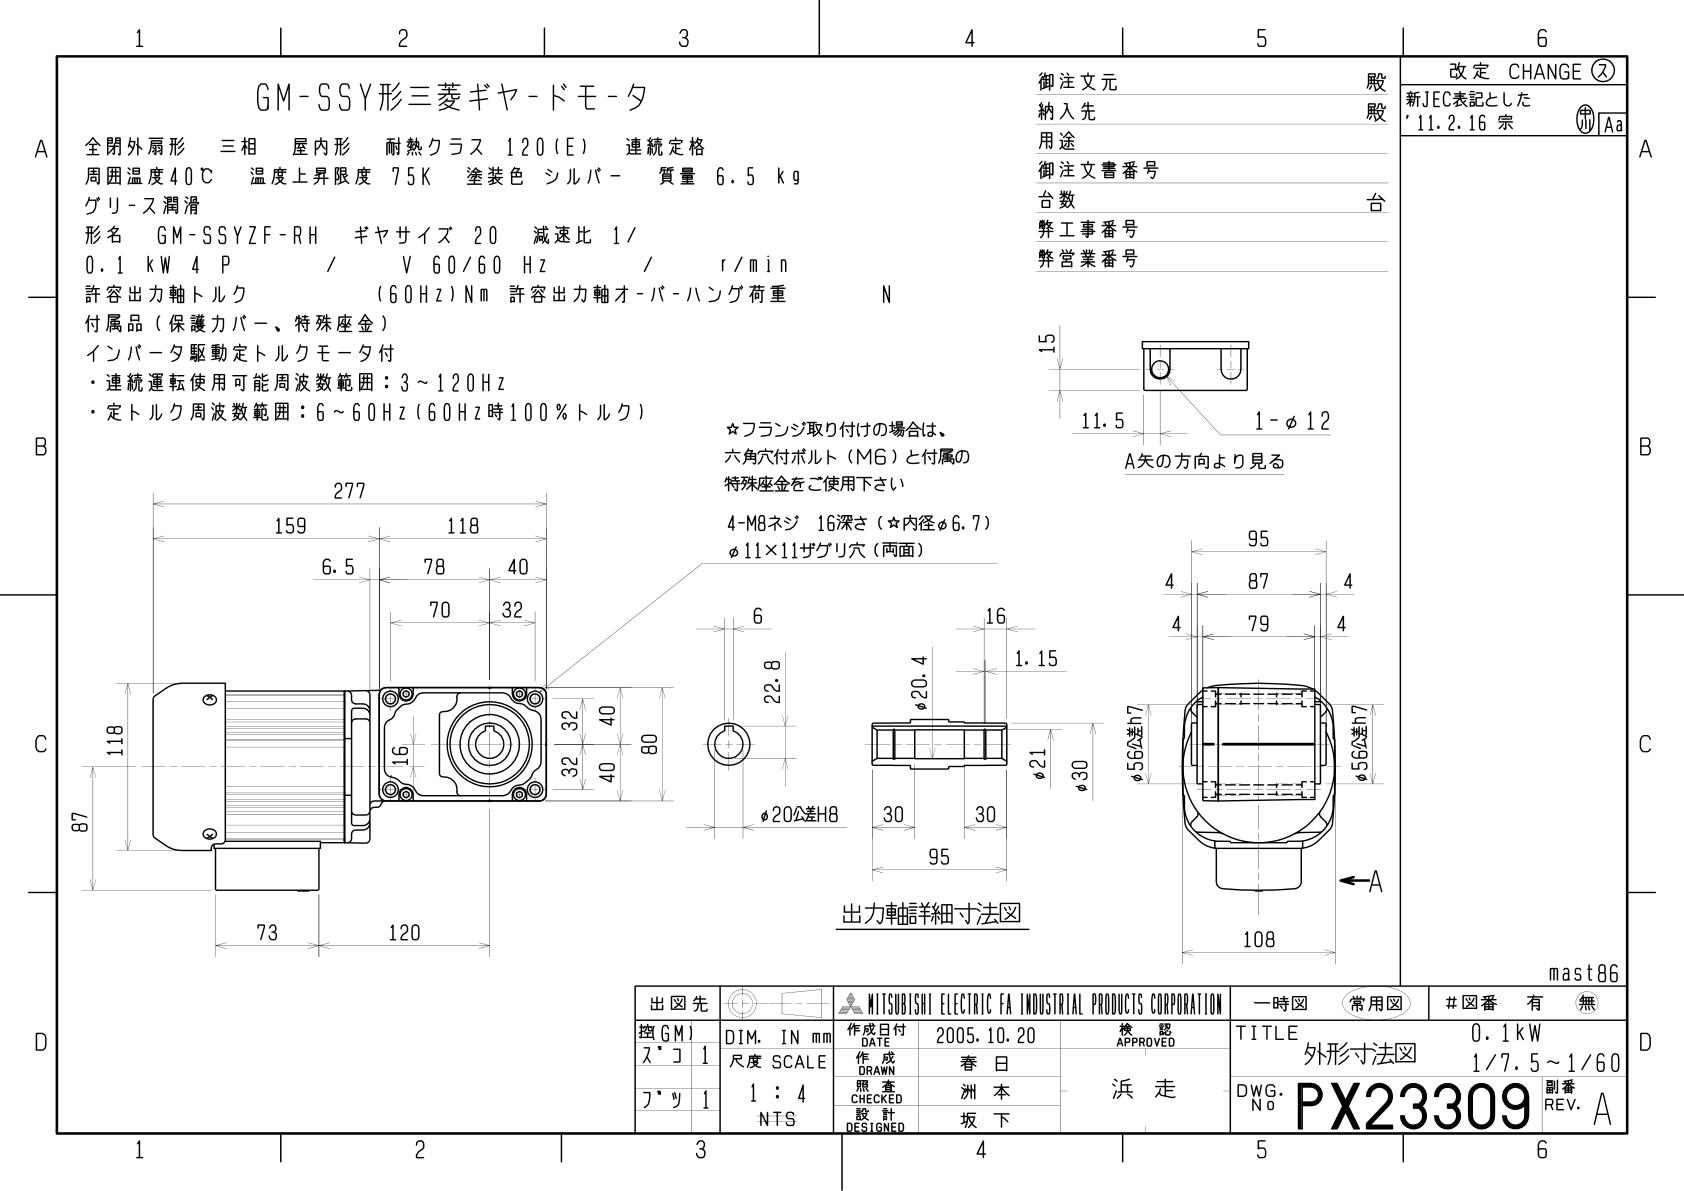 1 2 3 4 5 6
GM-SSY形三菱ギヤードモータ
全閉外扇形 三相 屋内形 耐熱クラス 120(E) 連続定格
周囲温度40℃ 温度上昇限度 75K 塗装色 シルバー 質量 6.5 kg
グリース潤滑
形名 GM-SSYZF-RH ギヤサイズ 20 減速比 1/
0.1 kW 4 P / V 60/60 Hz / r/min
許容出力軸トルク (60Hz)Nm 許容出力軸オーバーハング荷重 N
付属品(保護カバー、特殊座金)
インバータ駆動定トルクモータ付
・連続運転使用可能周波数範囲:3~120Hz
・定トルク周波数範囲:6~60Hz(60Hz時100%トルク)
御注文元 殿
納入先 殿
用途
御注文書番号
台数 台
弊工事番号
弊営業番号
改定 CHANGE ス
新JEC表記とした
'11.2.16 宗 Aa
A A
B B
C C
D D
☆フランジ取り付けの場合は、
六角穴付ボルト(M6)と付属の
特殊座金をご使用下さい
4-M8ネジ 16深さ(☆内径φ6.7)
φ11×11ザグリ穴(両面)
15
11.5
1-φ12
A矢の方向より見る
277
159 118
6.5 78 40
70 32
118
87
16
32
32
40
40
80
73 120
6
22.8
φ20公差H8
16
1.15
φ20.4
φ21
φ30
30 30
95
出力軸詳細寸法図
95
4 87 4
4 79 4
φ56公差h7
φ56公差h7
A
108
mast86
出図先
控(GM)
ズコ 1
ブツ 1
DIM. IN mm
尺度 SCALE
1 : 4
NTS
MITSUBISHI ELECTRIC FA INDUSTRIAL PRODUCTS CORPORATION
作成日付 DATE 2005.10.20
作成 DRAWN 春日
照査 CHECKED 洲本
設計 DESIGNED 坂下
検認 APPROVED
浜走
一時図 常用図 #図番 有 無
TITLE
外形寸法図
0.1kW
1/7.5~1/60
DWG. No PX23309
副番 REV. A
1 2 3 4 5 6